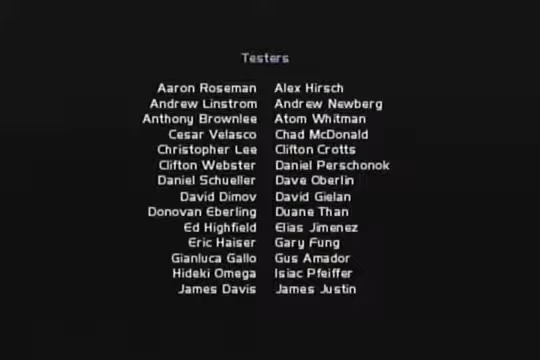 Testers
Aaron Roseman Alex Hirsch
Andrew Linstrom Andrew Newberg
Anthony Brownlee Atom Whitman
Cesar Velasco Chad McDonald
Christopher Lee Clifton Crotts
Clifton Webster Daniel Perschonok
Daniel Schueller Dave Oberlin
David Dimov David Gielan
Donovan Eberling Duane Than
Ed Highfield Elias Jimenez
Eric Haiser Gary Fung
Gianluca Gallo Gus Amador
Hideki Omega Isiac Pfeiffer
James Davis James Justin